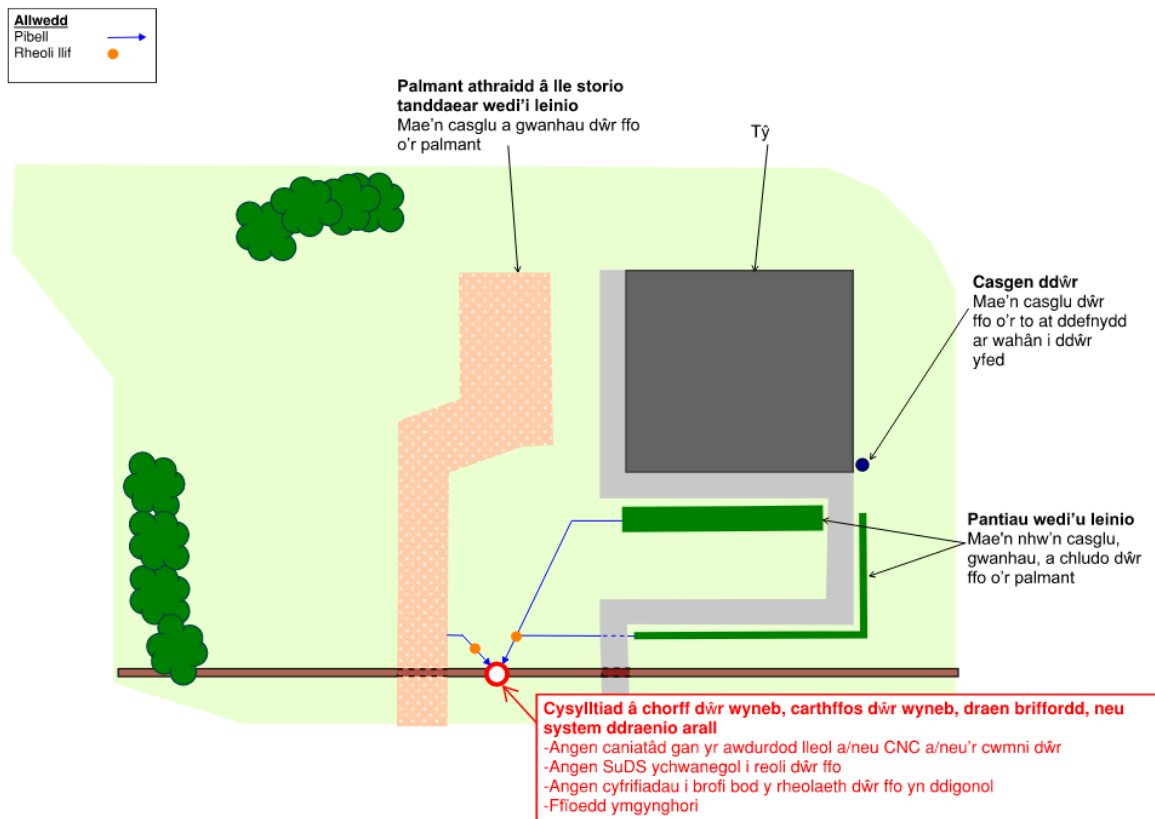 Allwedd
Pibell
Rheoli llif
Palmant athraidd â lle storio
tanddaear wedi'i leinio
Mae'n casglu a gwanhau dŵr ffo
o'r palmant
Tŷ
Casgen ddŵr
Mae'n casglu dŵr
ffo o'r to at ddefnydd
ar wahân i ddŵr
yfed
Pantiau wedi'u leinio
Mae'n nhw'n casglu,
gwanhau, a chludo dŵr
ffo o'r palmant
Cysylltiad â chorff dŵr wyneb, carthffos dŵr wyneb, draen briffordd, neu
system ddraenio arall
-Angen caniatâd gan yr awdurdod lleol a/neu CNC a/neu'r cwmni dŵr
-Angen SuDS ychwanegol i reoli dŵr ffo
-Angen cyfrifiadau i brofi bod y rheolaeth dŵr ffo yn ddigonol
-Ffïoedd ymgynghori